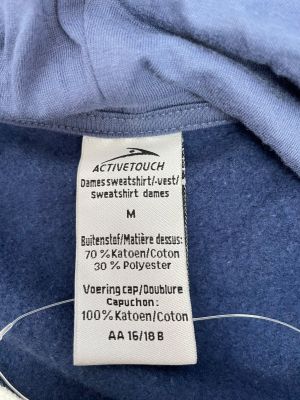 ACTIVETOUCH
Dames sweatshirt/-vest/
Sweatshirt dames
M
Buitenstof/Matière dessus:
70 % Katoen/Coton
30 % Polyester
Voering cap/Doublure
Capuchon :
100% Katoen/Coton
AA 16/18 B